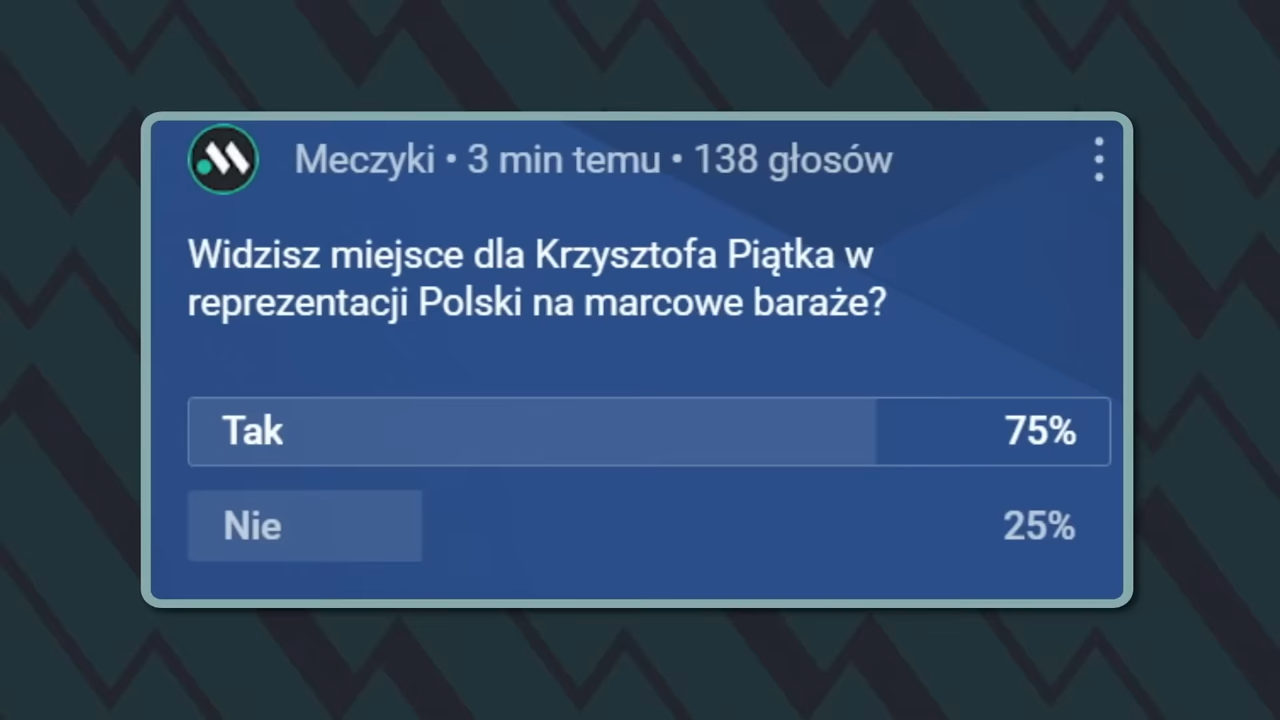 Meczyki • 3 min temu • 138 głosów
Widzisz miejsce dla Krzysztofa Piątka w
reprezentacji Polski na marcowe baraże?
Tak 75%
Nie 25%